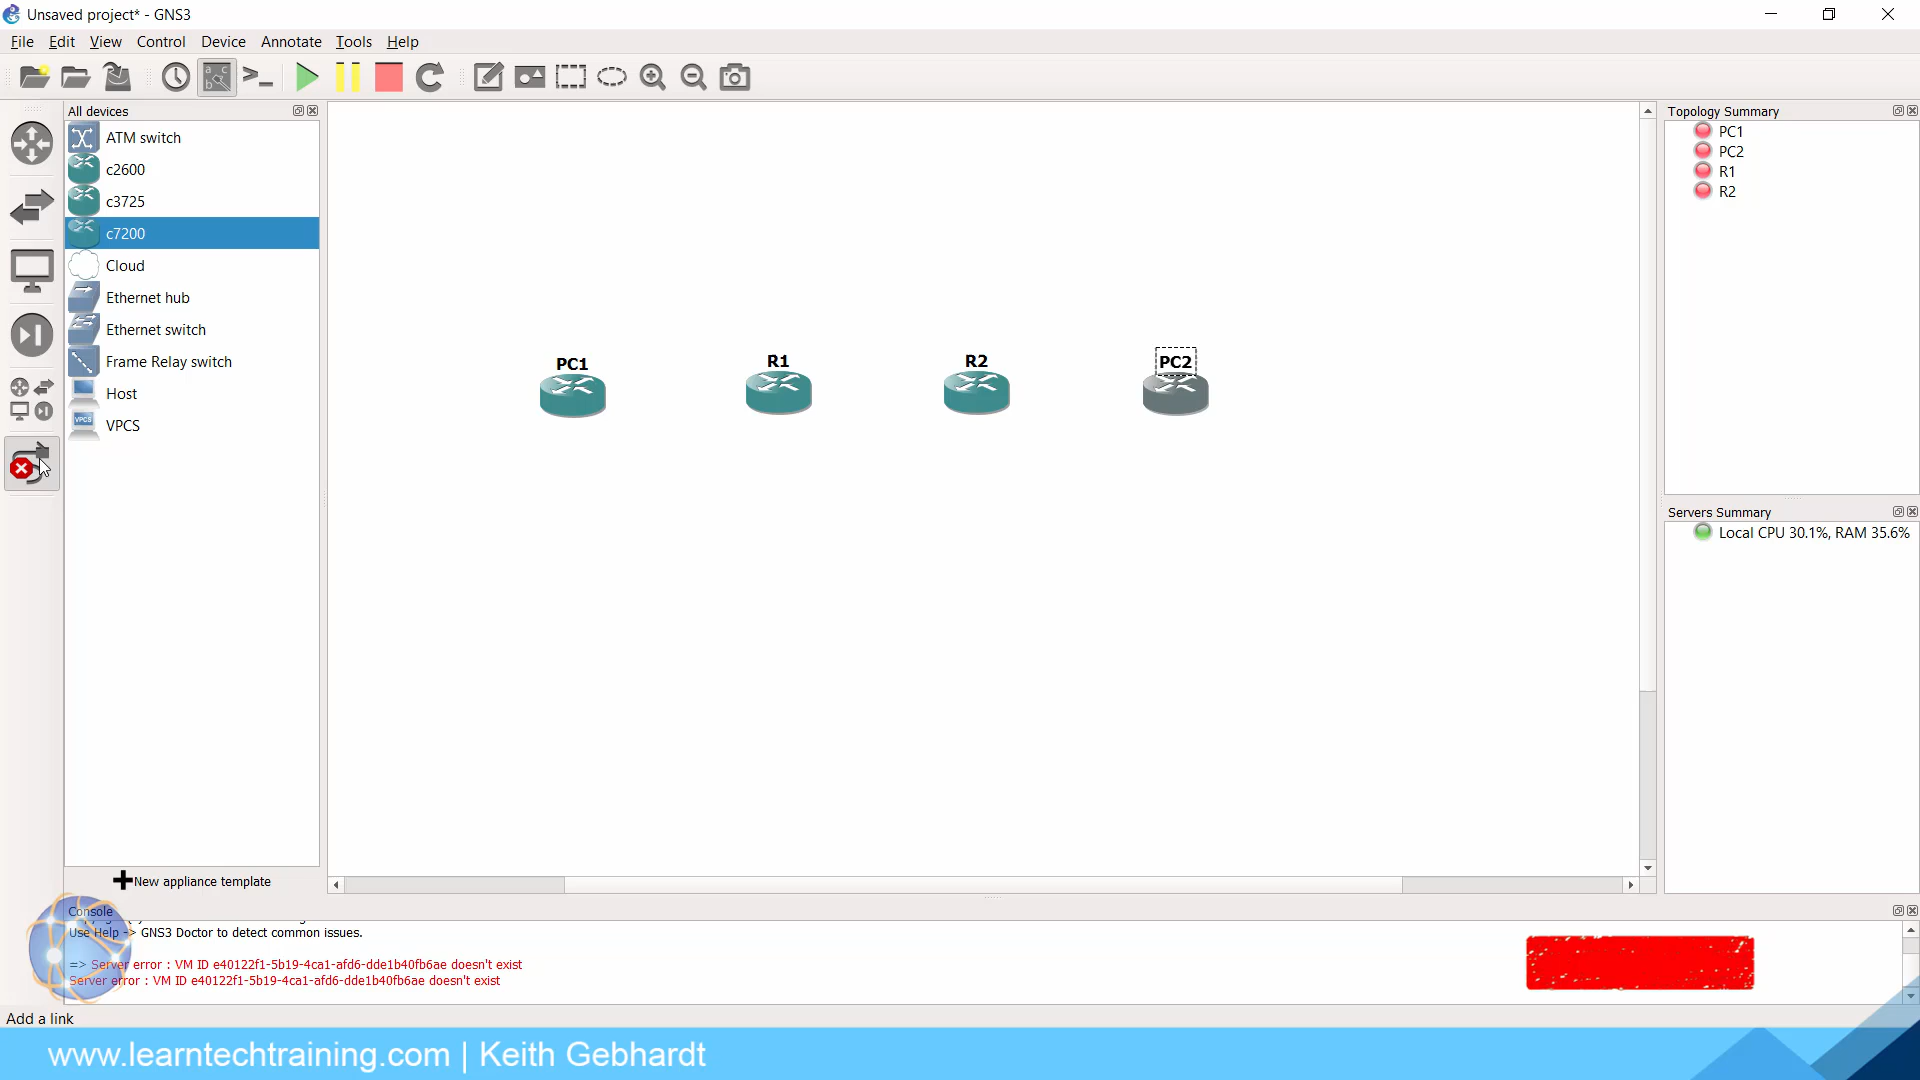 Unsaved project* - GNS3
File Edit View Control Device Annotate Tools Help
All devices
ATM switch
c2600
c3725
c7200
Cloud
Ethernet hub
Ethernet switch
Frame Relay switch
Host
VPCS
New appliance template
PC1
R1
R2
PC2
Topology Summary
PC1
PC2
R1
R2
Servers Summary
Local CPU 30.1%, RAM 35.6%
Console
Use Help -> GNS3 Doctor to detect common issues.
=> Server error : VM ID e40122f1-5b19-4ca1-afd6-dde1b40fb6ae doesn't exist
Server error : VM ID e40122f1-5b19-4ca1-afd6-dde1b40fb6ae doesn't exist
Add a link
www.learntechtraining.com | Keith Gebhardt